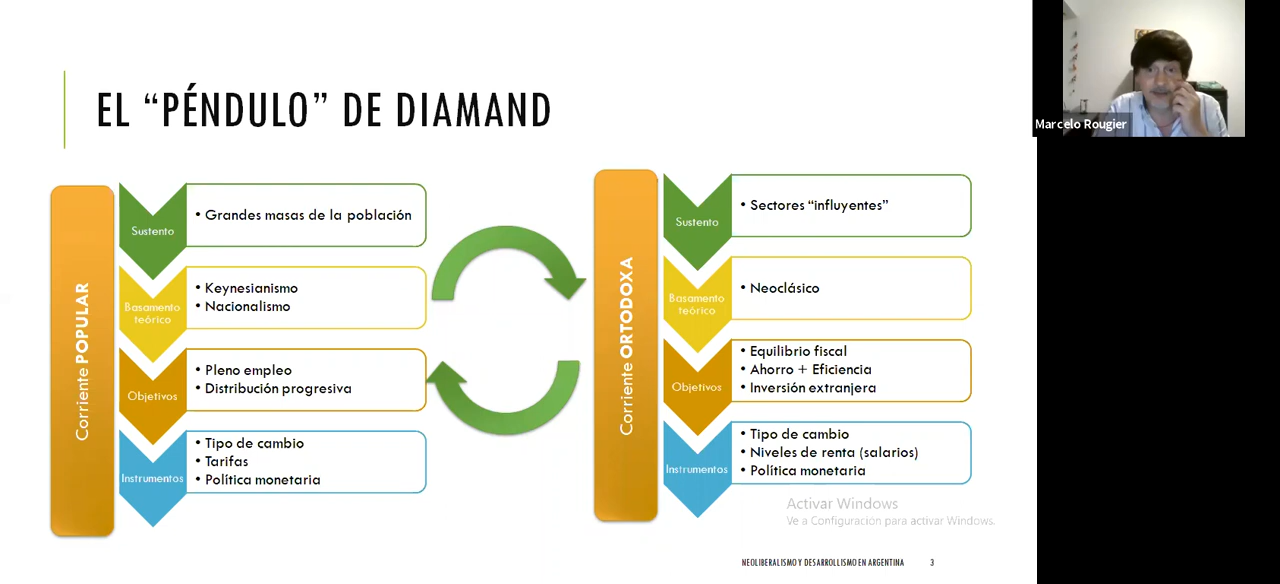 EL “PÉNDULO” DE DIAMAND
Marcelo Rougier
Corriente POPULAR
Sustento
• Grandes masas de la población
Basamento
teórico
• Keynesianismo
• Nacionalismo
Objetivos
• Pleno empleo
• Distribución progresiva
Instrumentos
• Tipo de cambio
• Tarifas
• Política monetaria
Corriente ORTODOXA
Sustento
• Sectores “influyentes”
Basamento
teórico
• Neoclásico
Objetivos
• Equilibrio fiscal
• Ahorro + Eficiencia
• Inversión extranjera
Instrumentos
• Tipo de cambio
• Niveles de renta (salarios)
• Política monetaria
Activar Windows
Ve a Configuración para activar Windows.
NEOLIBERALISMO Y DESARROLLISMO EN ARGENTINA 3